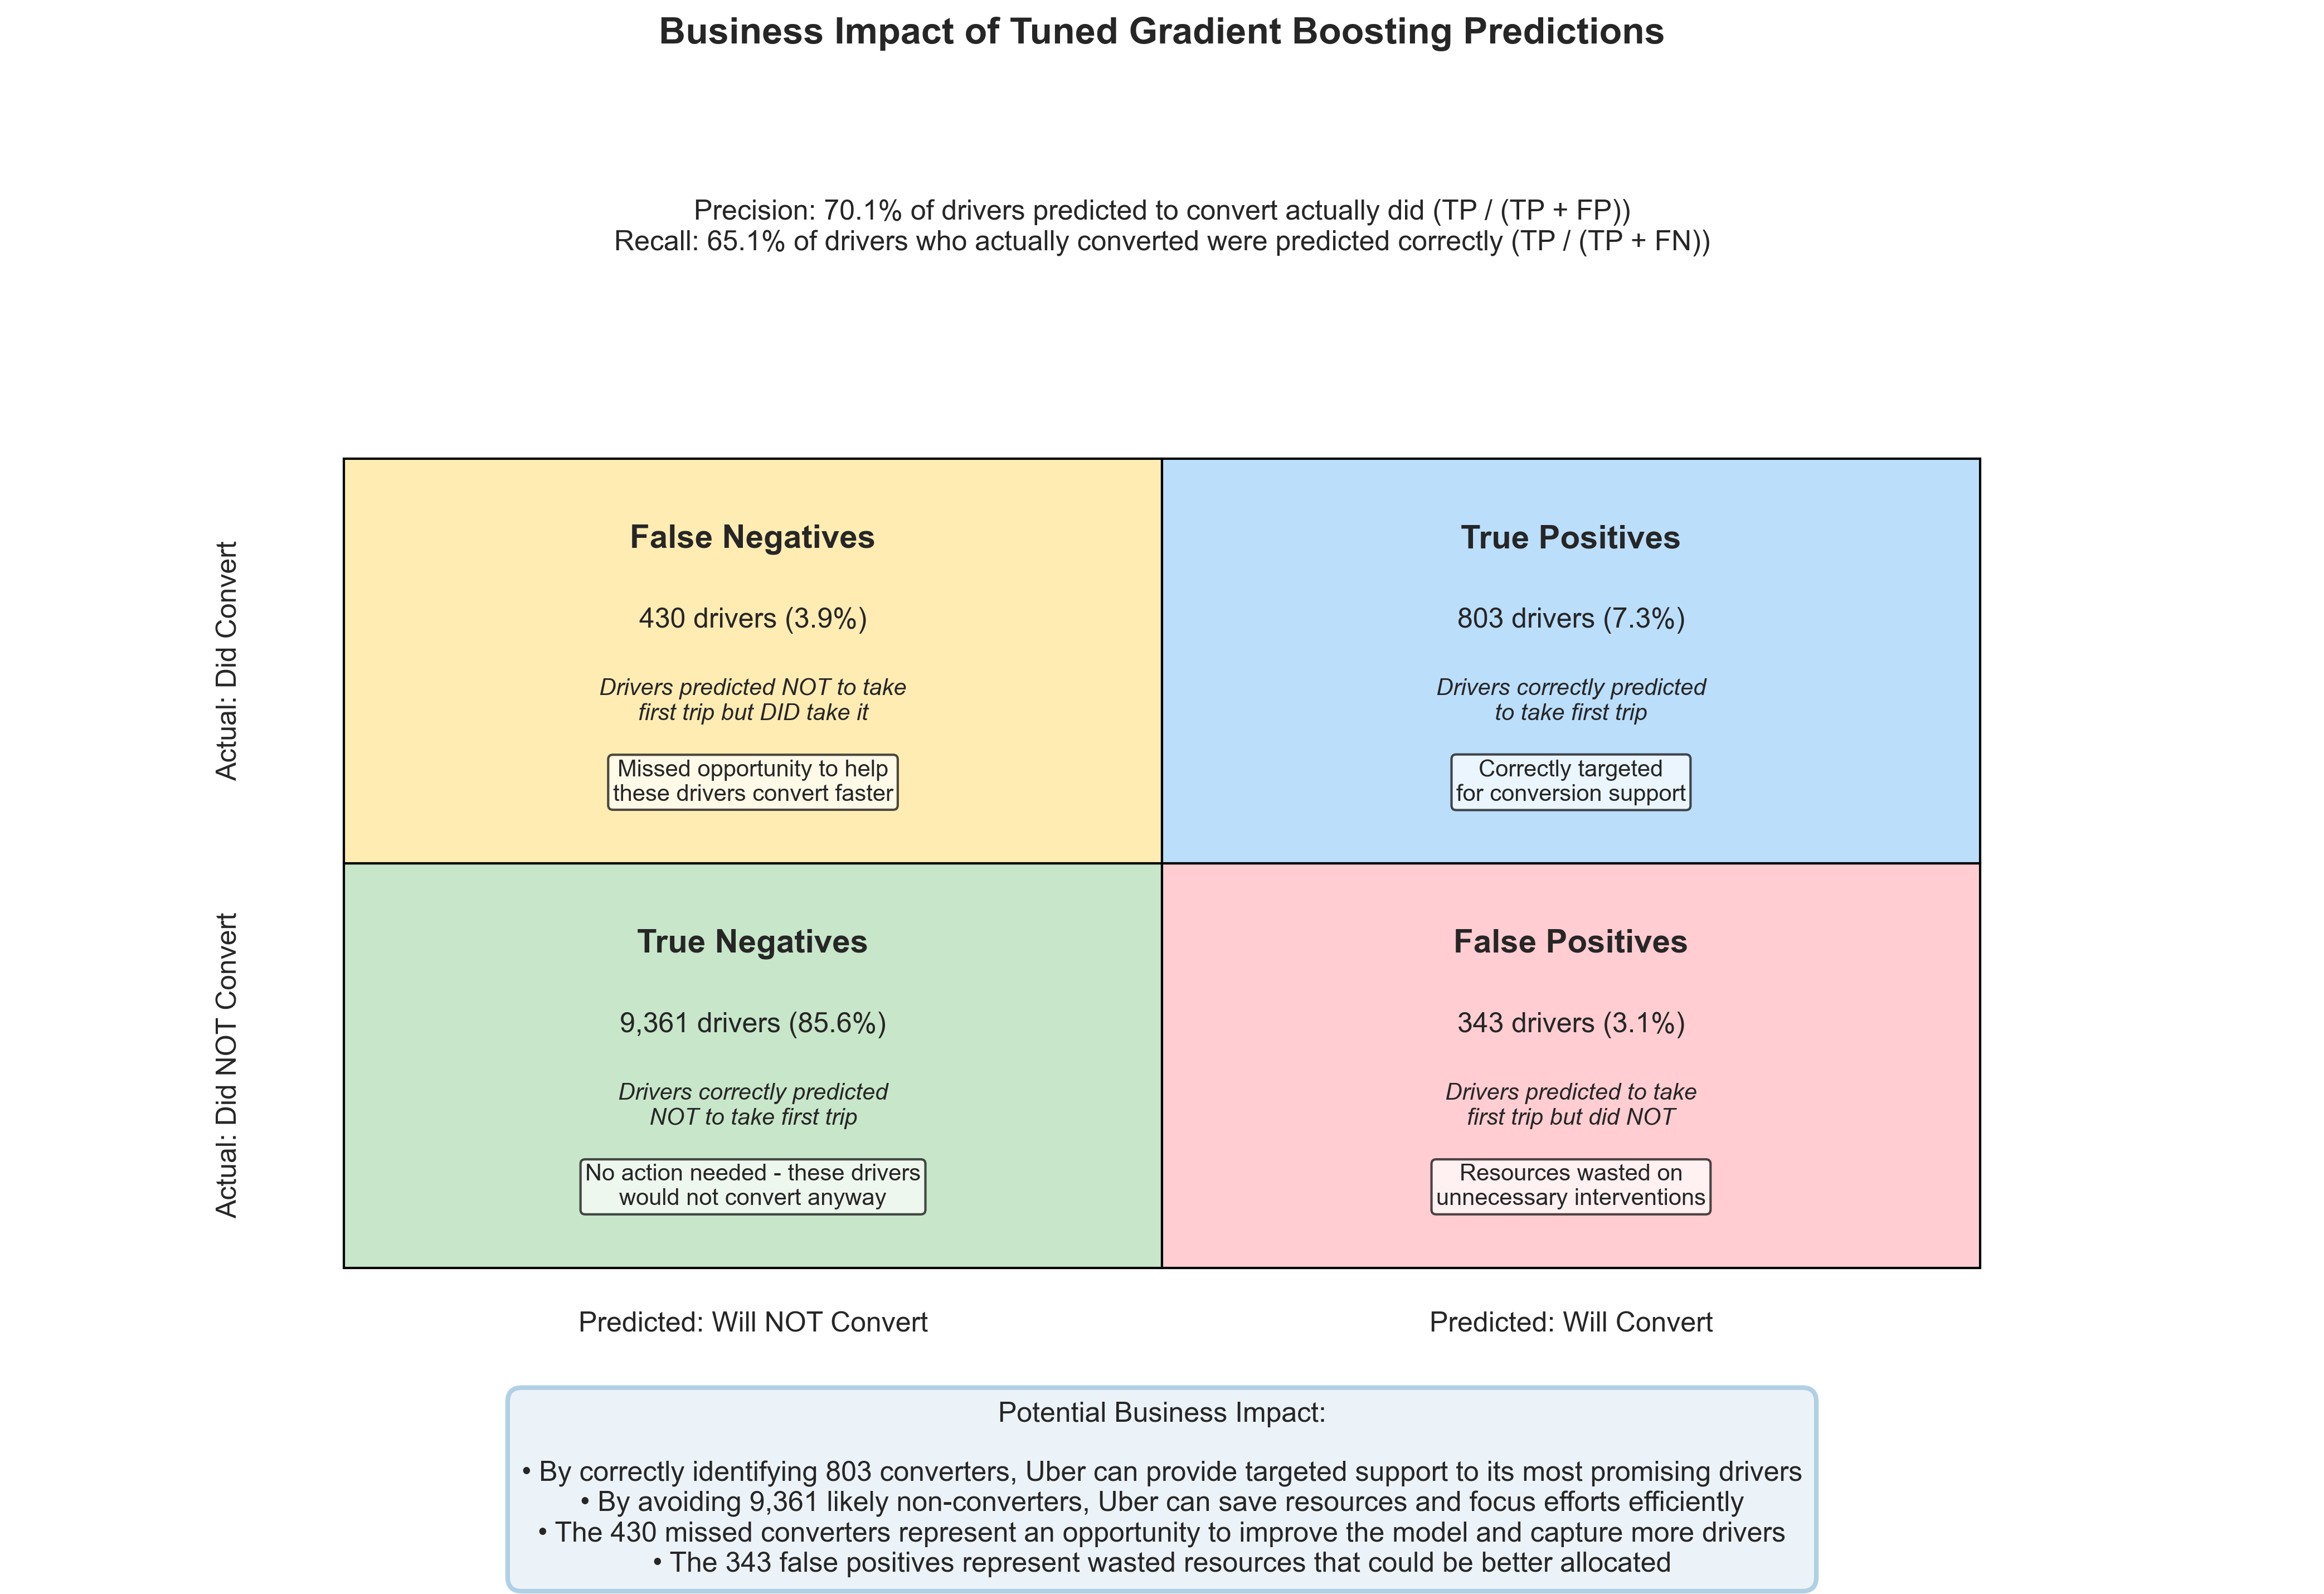 Business Impact of Tuned Gradient Boosting Predictions
Precision: 70.1% of drivers predicted to convert actually did (TP / (TP + FP))
Recall: 65.1% of drivers who actually converted were predicted correctly (TP / (TP + FN))
Actual: Did Convert
False Negatives
430 drivers (3.9%)
Drivers predicted NOT to take
first trip but DID take it
Missed opportunity to help
these drivers convert faster
True Positives
803 drivers (7.3%)
Drivers correctly predicted
to take first trip
Correctly targeted
for conversion support
Actual: Did NOT Convert
True Negatives
9,361 drivers (85.6%)
Drivers correctly predicted
NOT to take first trip
No action needed - these drivers
would not convert anyway
False Positives
343 drivers (3.1%)
Drivers predicted to take
first trip but did NOT
Resources wasted on
unnecessary interventions
Predicted: Will NOT Convert
Predicted: Will Convert
Potential Business Impact:
• By correctly identifying 803 converters, Uber can provide targeted support to its most promising drivers
• By avoiding 9,361 likely non-converters, Uber can save resources and focus efforts efficiently
• The 430 missed converters represent an opportunity to improve the model and capture more drivers
• The 343 false positives represent wasted resources that could be better allocated